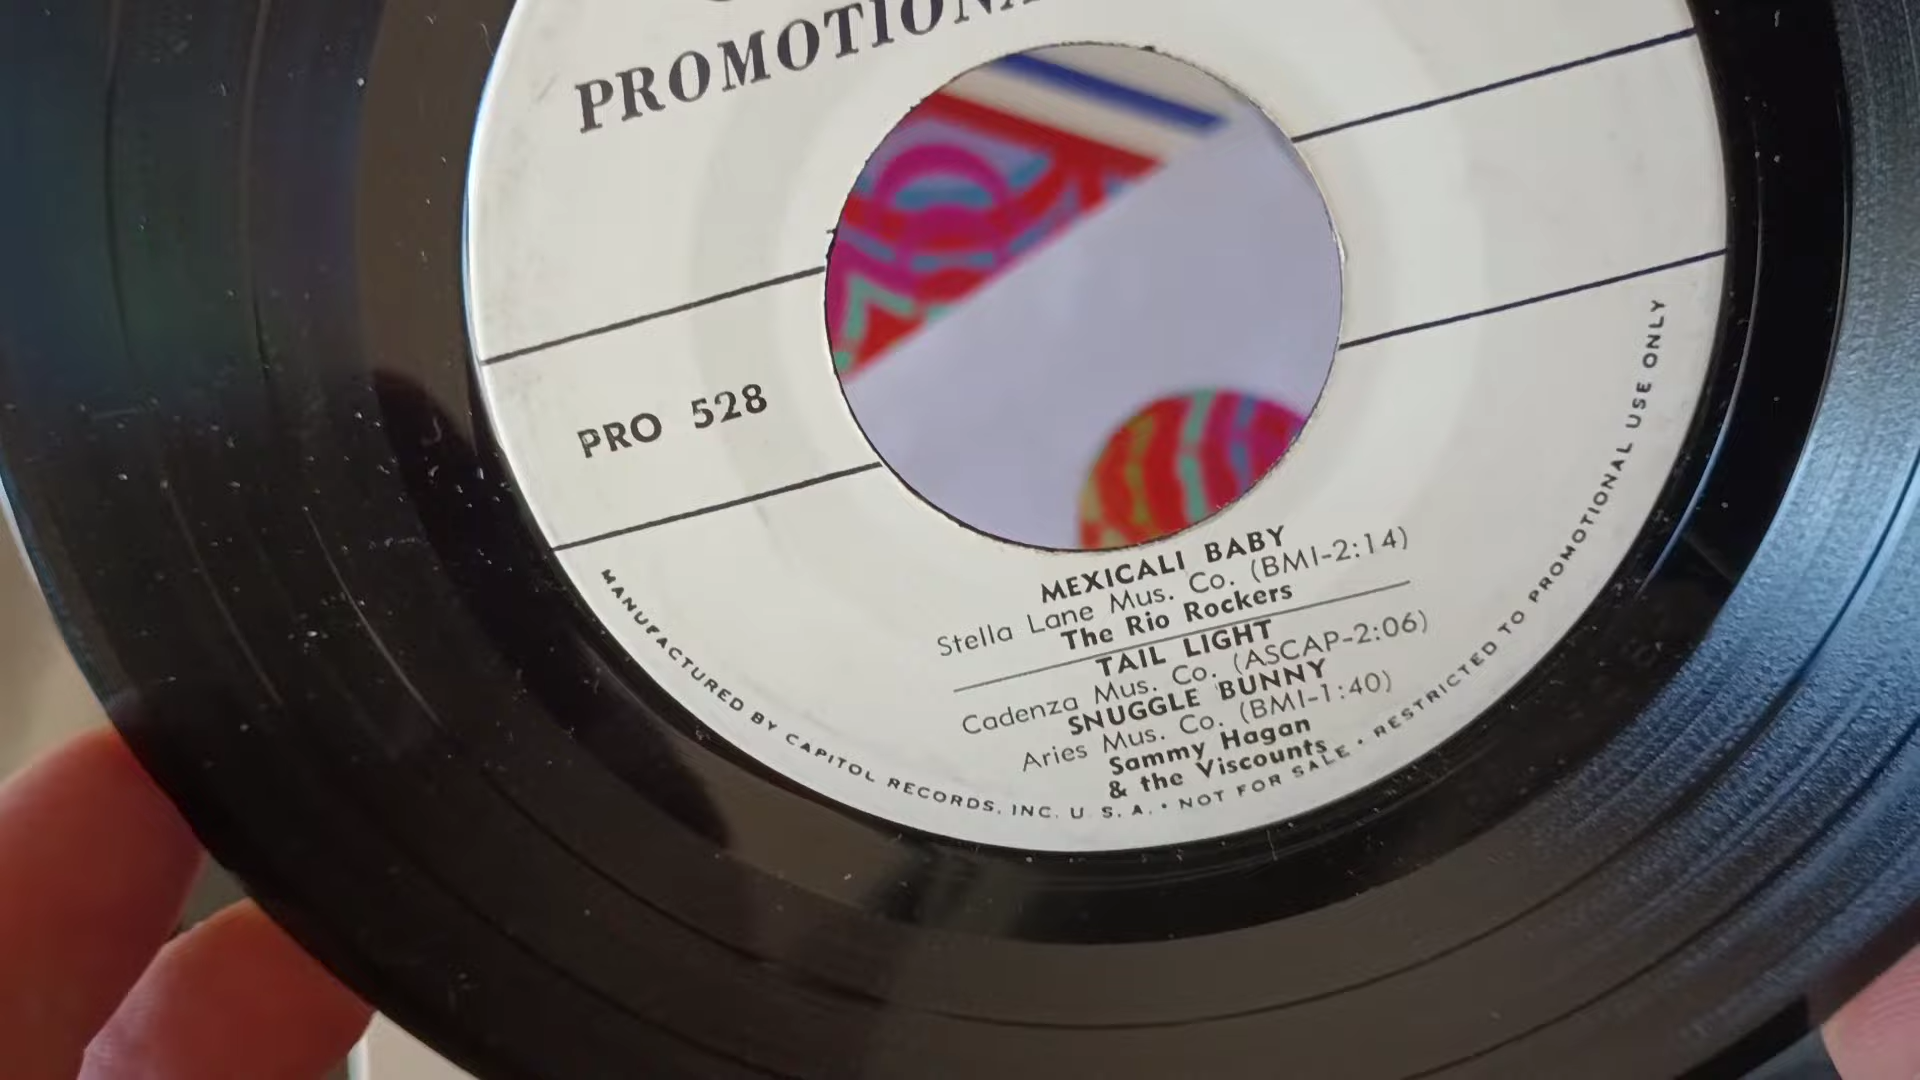 PROMOTIONA
PRO 528
MEXICALI BABY
Stella Lane Mus. Co. (BMI-2:14)
The Rio Rockers
TAIL LIGHT
Cadenza Mus. Co. (ASCAP-2:06)
SNUGGLE BUNNY
Aries Mus. Co. (BMI-1:40)
Sammy Hagan
& the Viscounts
MANUFACTURED BY CAPITOL RECORDS, INC. U. S. A. • NOT FOR SALE • RESTRICTED TO PROMOTIONAL USE ONLY